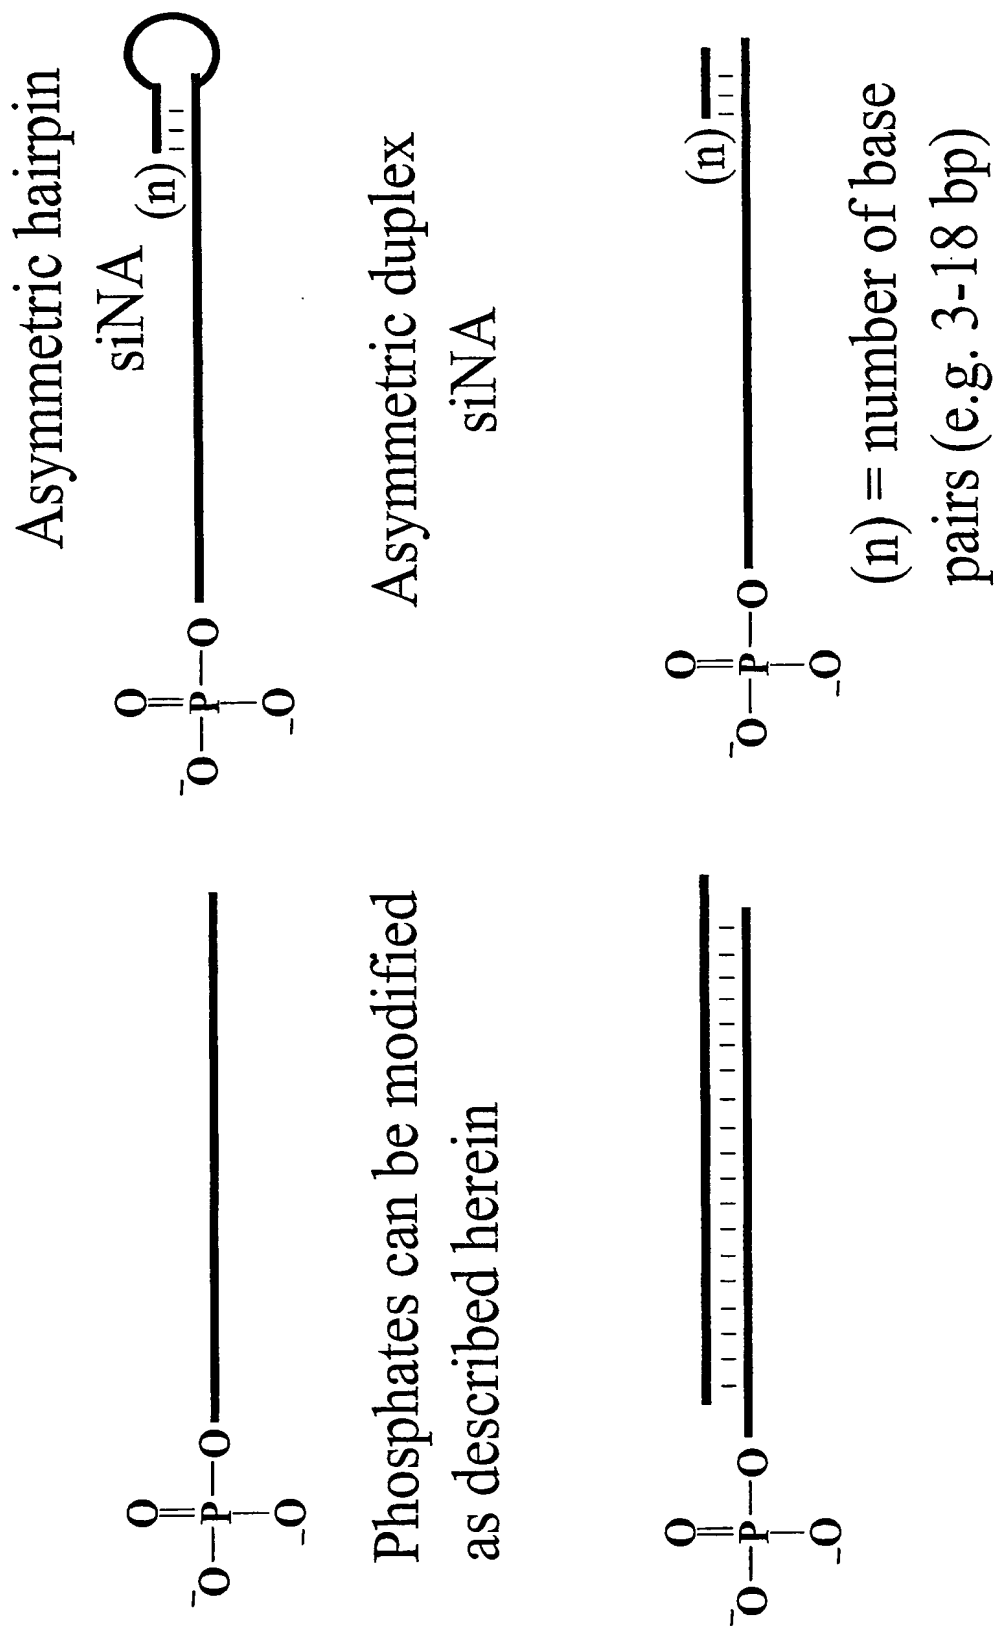 Asymmetric hairpin
siNA
O
⁻O–P–O
O⁻
O
⁻O–P–O
O⁻
(n)
Phosphates can be modified
as described herein
Asymmetric duplex
siNA
O
⁻O–P–O
O⁻
O
⁻O–P–O
O⁻
(n)
(n) = number of base
pairs (e.g. 3-18 bp)